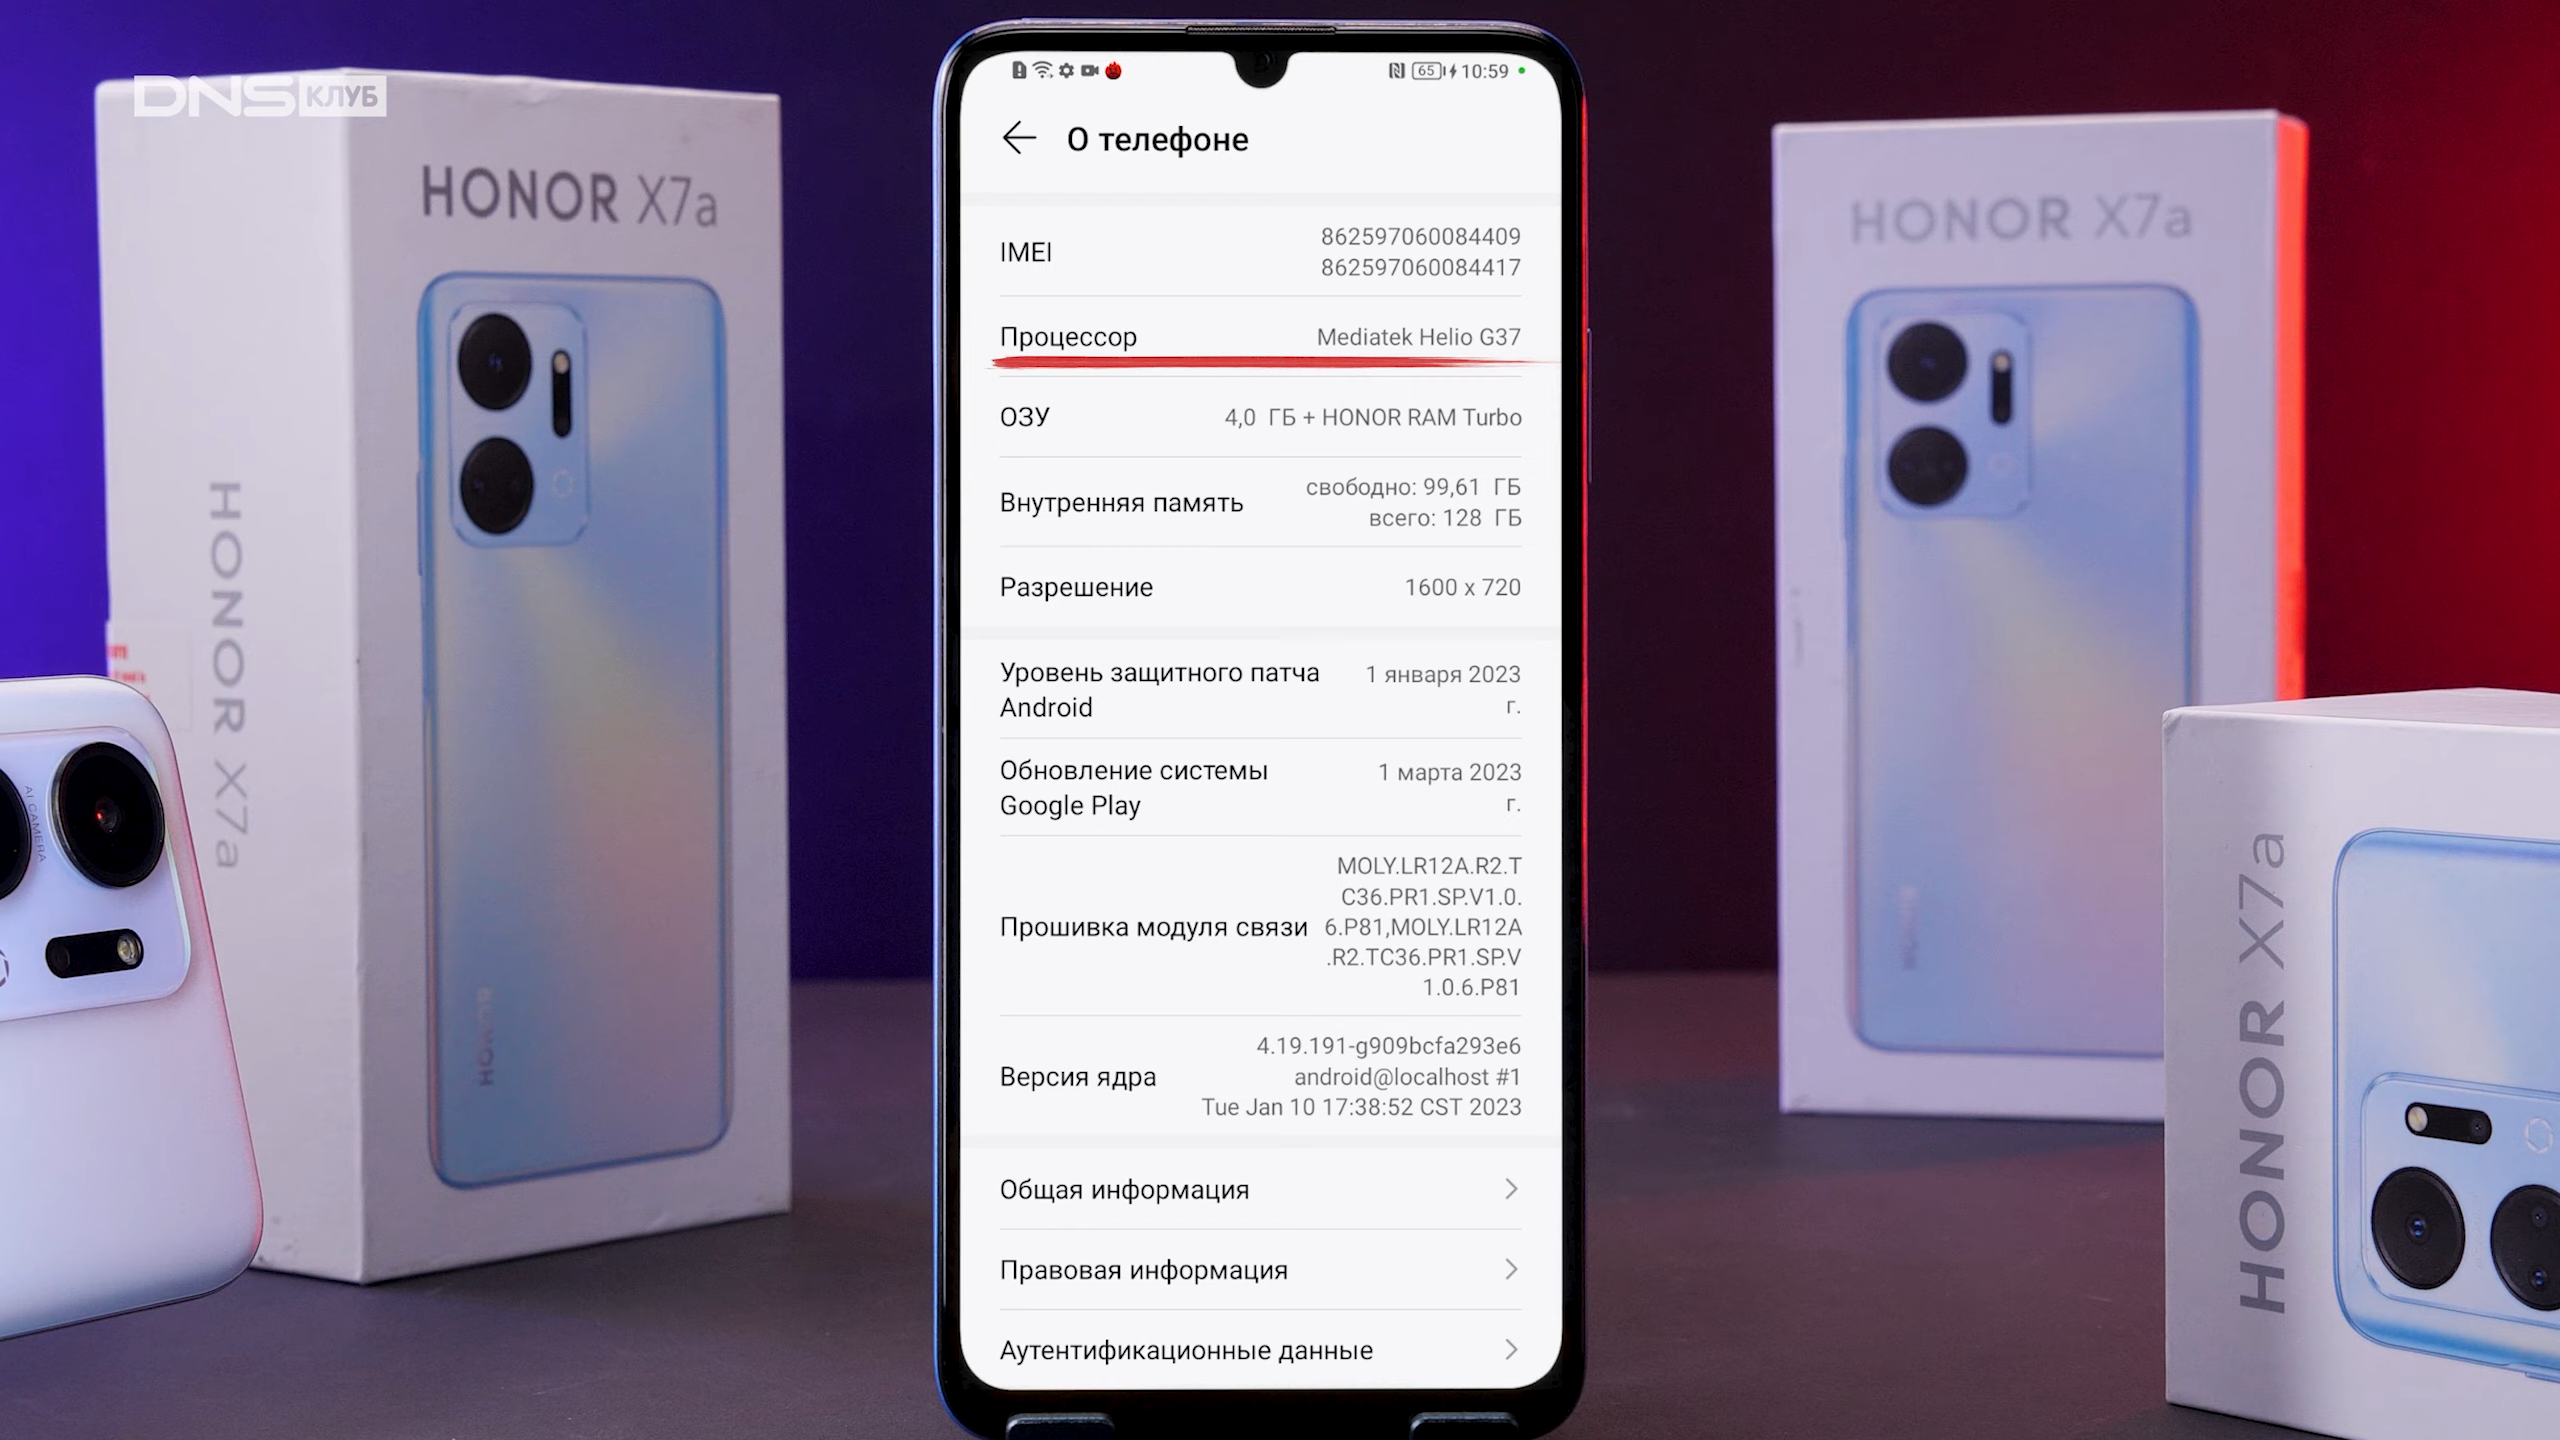 DNS КЛУБ
HONOR X7a
HONOR X7a
HONOR
AI CAMERA
65 10:59
О телефоне
IMEI
862597060084409
862597060084417
Процессор
Mediatek Helio G37
ОЗУ
4,0 ГБ + HONOR RAM Turbo
Внутренняя память
свободно: 99,61 ГБ
всего: 128 ГБ
Разрешение
1600 x 720
Уровень защитного патча
Android
1 января 2023
г.
Обновление системы
Google Play
1 марта 2023
г.
Прошивка модуля связи
MOLY.LR12A.R2.T
C36.PR1.SP.V1.0.
6.P81,MOLY.LR12A
.R2.TC36.PR1.SP.V
1.0.6.P81
Версия ядра
4.19.191-g909bcfa293e6
android@localhost #1
Tue Jan 10 17:38:52 CST 2023
Общая информация
Правовая информация
Аутентификационные данные
HONOR X7a
HONOR
HONOR X7a